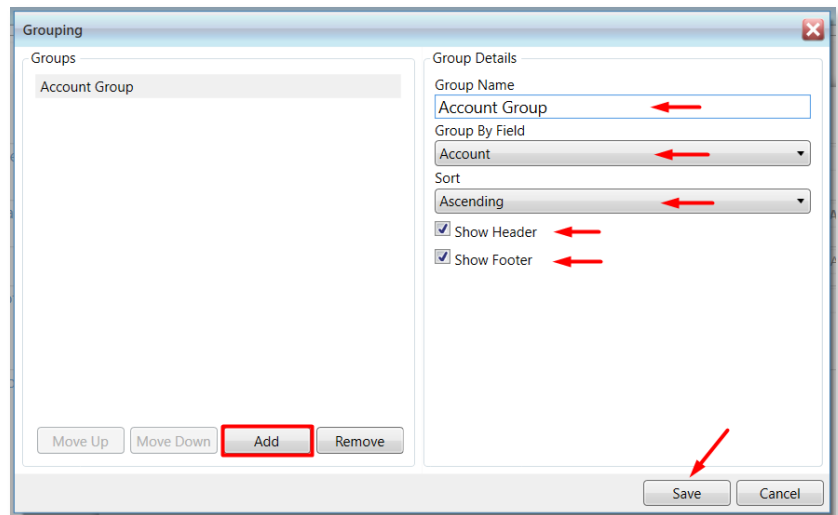 Grouping
Groups
Account Group
Move Up
Move Down
Add
Remove
Group Details
Group Name
Account Group
Group By Field
Account
Sort
Ascending
Show Header
Show Footer
Save
Cancel